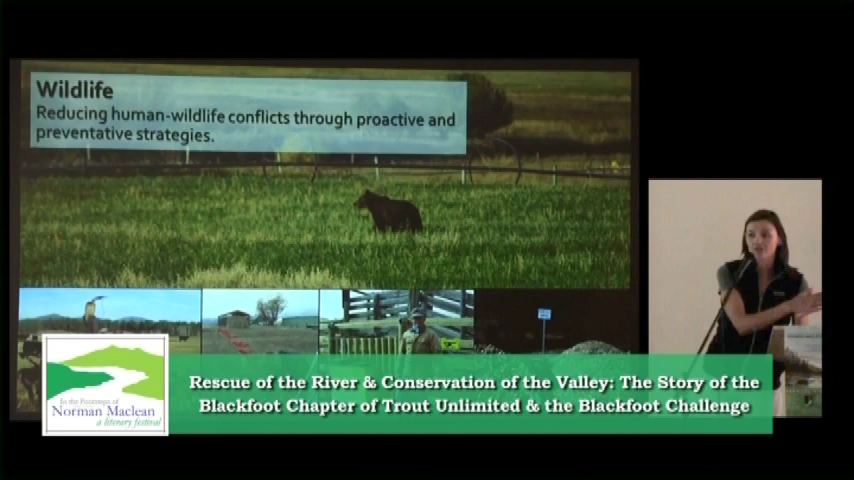 Wildlife
Reducing human-wildlife conflicts through proactive and
preventative strategies.
In the Footsteps of
Norman Maclean
a literary festival
Rescue of the River & Conservation of the Valley: The Story of the
Blackfoot Chapter of Trout Unlimited & the Blackfoot Challenge